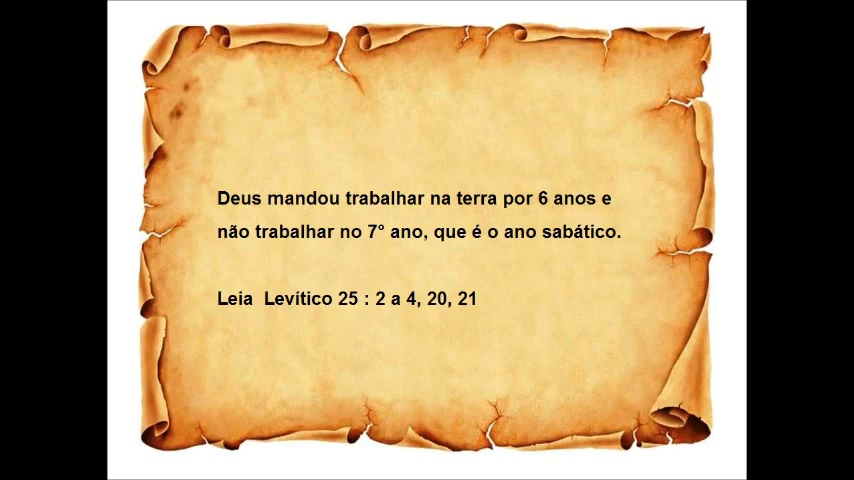 Deus mandou trabalhar na terra por 6 anos e
não trabalhar no 7° ano, que é o ano sabático.
Leia  Levítico 25 : 2 a 4, 20, 21